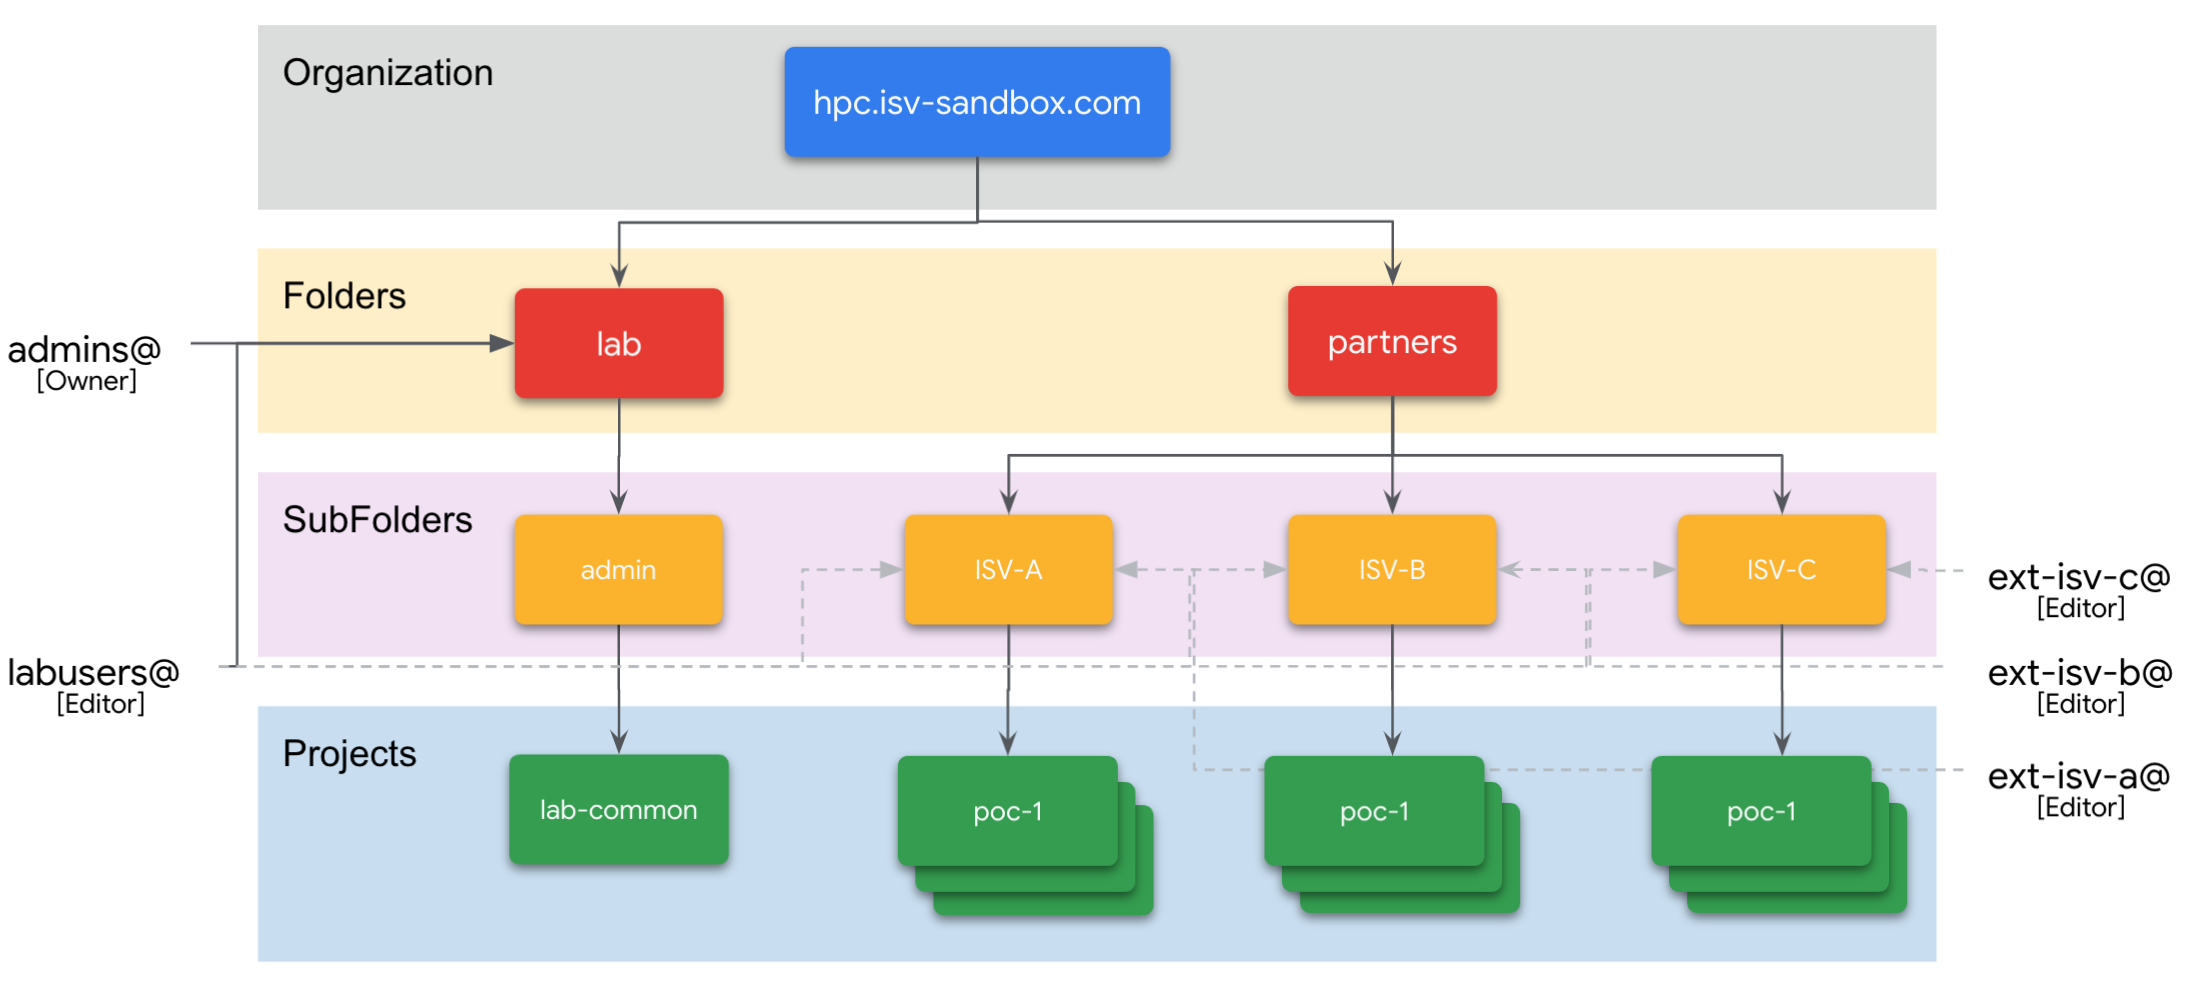 Organization
hpc.isv-sandbox.com
Folders
lab
partners
admins@
[Owner]
SubFolders
admin
ISV-A
ISV-B
ISV-C
ext-isv-c@
[Editor]
labusers@
[Editor]
ext-isv-b@
[Editor]
Projects
lab-common
poc-1
poc-1
poc-1
ext-isv-a@
[Editor]